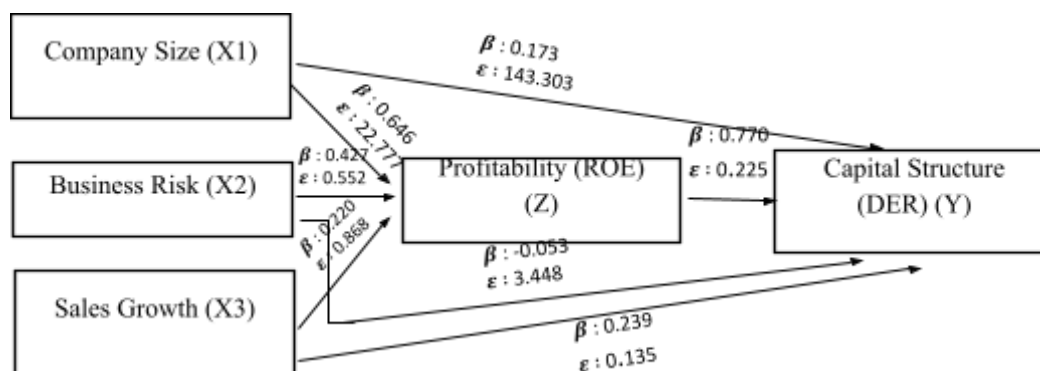 Company Size (X1)
β : 0.173
ε : 143.303
β : 0.646
ε : 22.777
β : 0.770
ε : 0.225
β : 0.427
ε : 0.552
Business Risk (X2)
Profitability (ROE)
(Z)
Capital Structure
(DER) (Y)
β : 0.220
ε : 0.868
β : -0.053
ε : 3.448
Sales Growth (X3)
β : 0.239
ε : 0.135